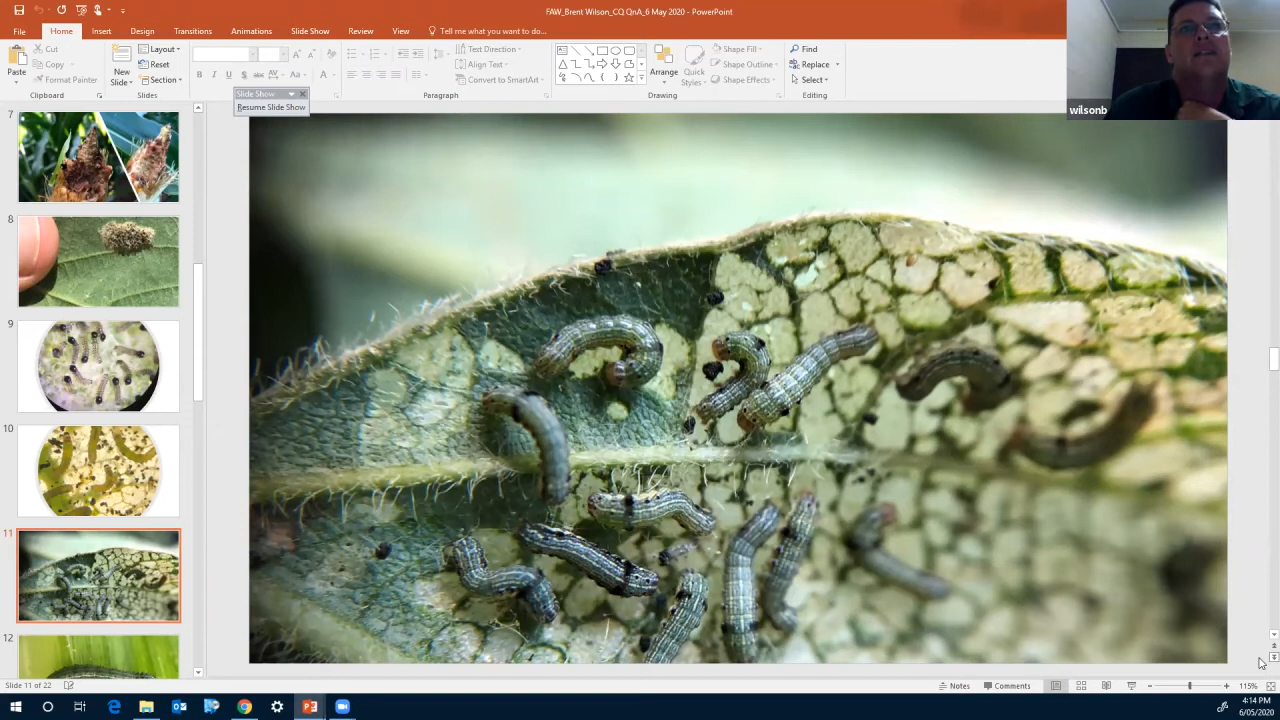 FAW_Brent Wilson_CQ QnA_6 May 2020 - PowerPoint
File Home Insert Design Transitions Animations Slide Show Review View Tell me what you want to do...
Paste
Cut
Copy
Format Painter
Clipboard
New Slide
Layout
Reset
Section
Slides
B I U S abc AV Aa A
Text Direction
Align Text
Convert to SmartArt
Paragraph
Arrange
Quick Styles
Shape Fill
Shape Outline
Shape Effects
Drawing
Find
Replace
Select
Editing
Slide Show
Resume Slide Show
wilsonb
7
8
9
10
11
12
Slide 11 of 22
Notes Comments 115%
4:14 PM
6/05/2020